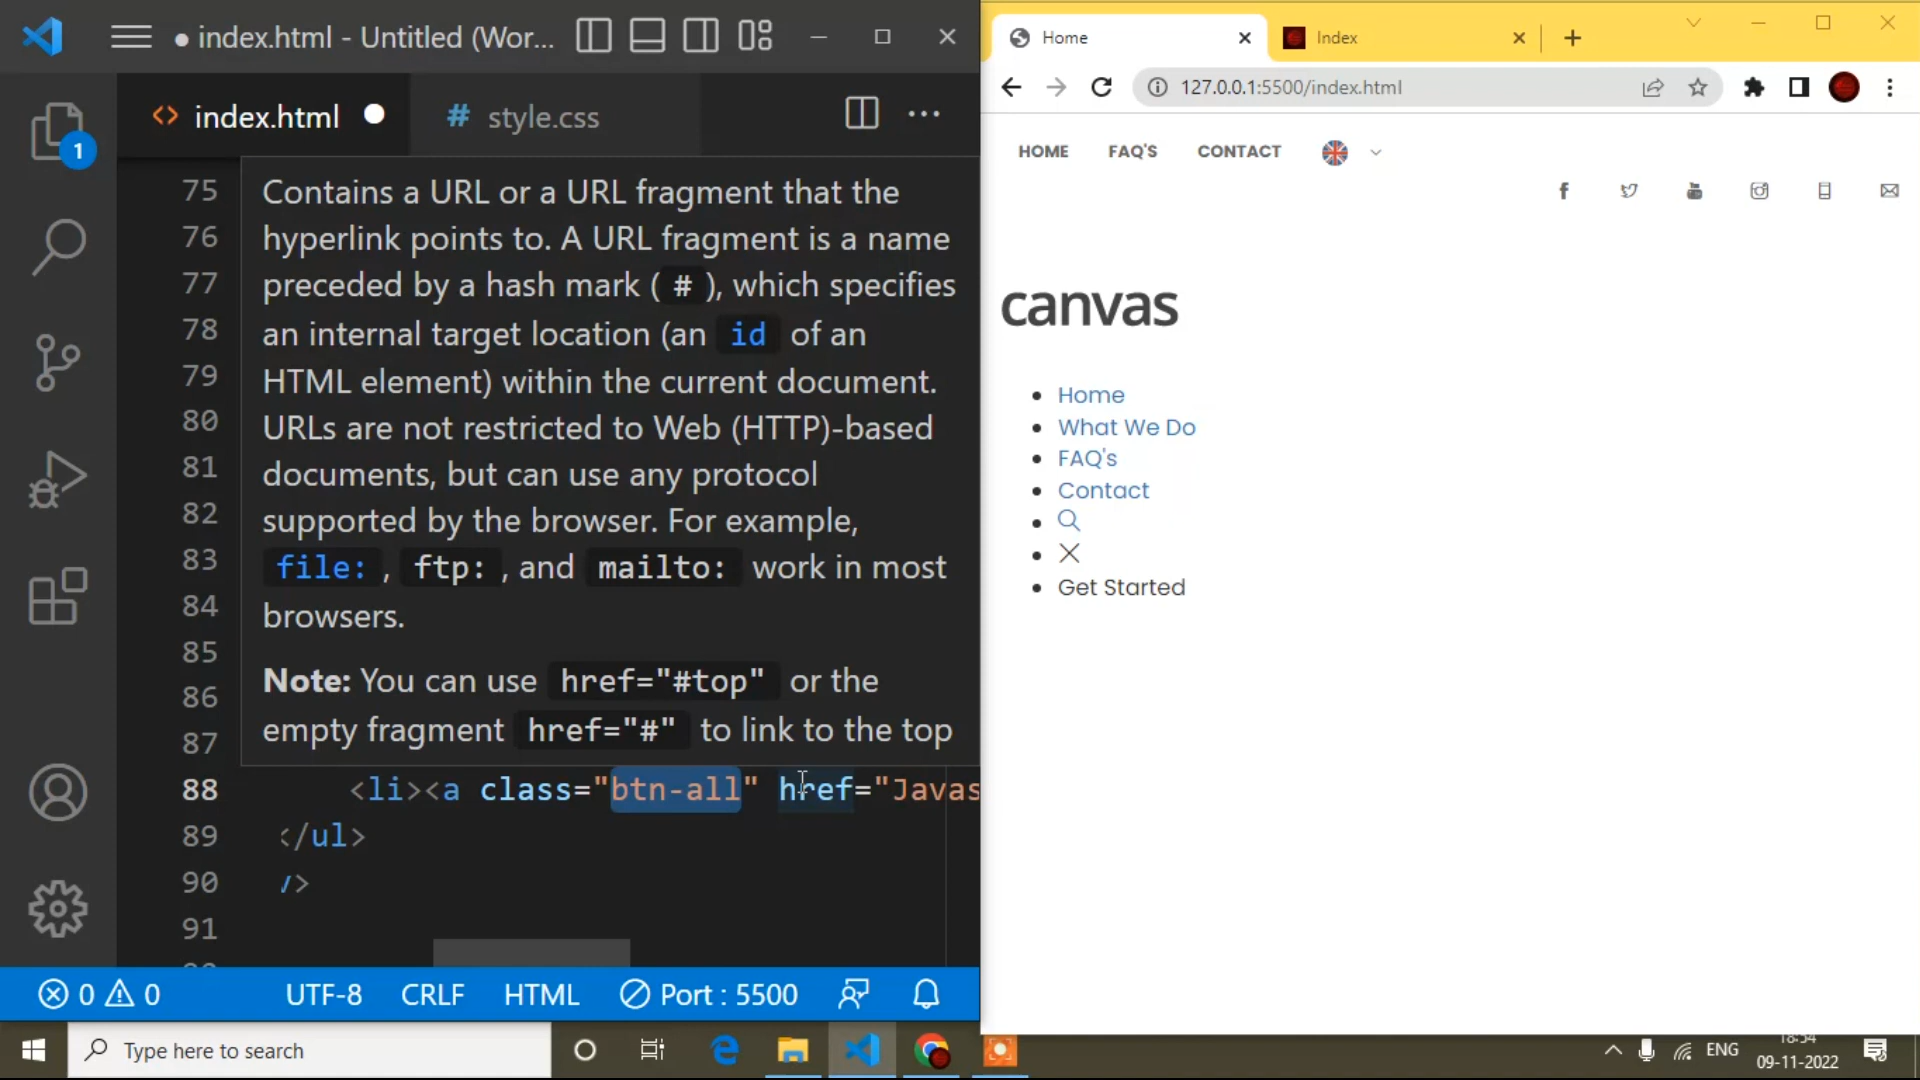 index.html - Untitled (Wor...
index.html
# style.css
1
75
76
77
78
79
80
81
82
83
84
85
86
87
88
89
90
91
Contains a URL or a URL fragment that the
hyperlink points to. A URL fragment is a name
preceded by a hash mark ( # ), which specifies
an internal target location (an id of an
HTML element) within the current document.
URLs are not restricted to Web (HTTP)-based
documents, but can use any protocol
supported by the browser. For example,
file: , ftp: , and mailto: work in most
browsers.
Note: You can use href="#top" or the
empty fragment href="#" to link to the top
<li><a class="btn-all" href="Javas
</ul>
/>
0 0 UTF-8 CRLF HTML Port : 5500
Home
Index
127.0.0.1:5500/index.html
HOME FAQ'S CONTACT
canvas
Home
What We Do
FAQ's
Contact
Get Started
Type here to search
ENG
18:54
09-11-2022